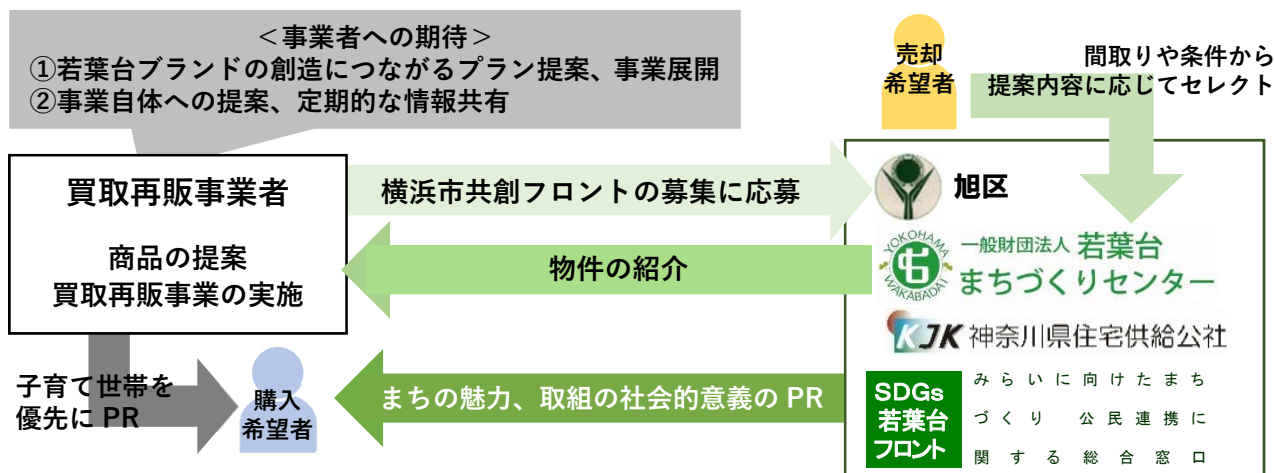 ＜事業者への期待＞
①若葉台ブランドの創造につながるプラン提案、事業展開
②事業自体への提案、定期的な情報共有
売却
希望者
間取りや条件から
提案内容に応じてセレクト
買取再販事業者
商品の提案
買取再販事業の実施
横浜市共創フロントの募集に応募
物件の紹介
まちの魅力、取組の社会的意義の PR
子育て世帯を
優先に PR
購入
希望者
旭区
YOKOHAMA
WAKABADAI
一般財団法人 若葉台
まちづくりセンター
KJK 神奈川県住宅供給公社
SDGs
若葉台
フロント
みらいに向けたまち
づくり 公民連携に
関する総合窓口